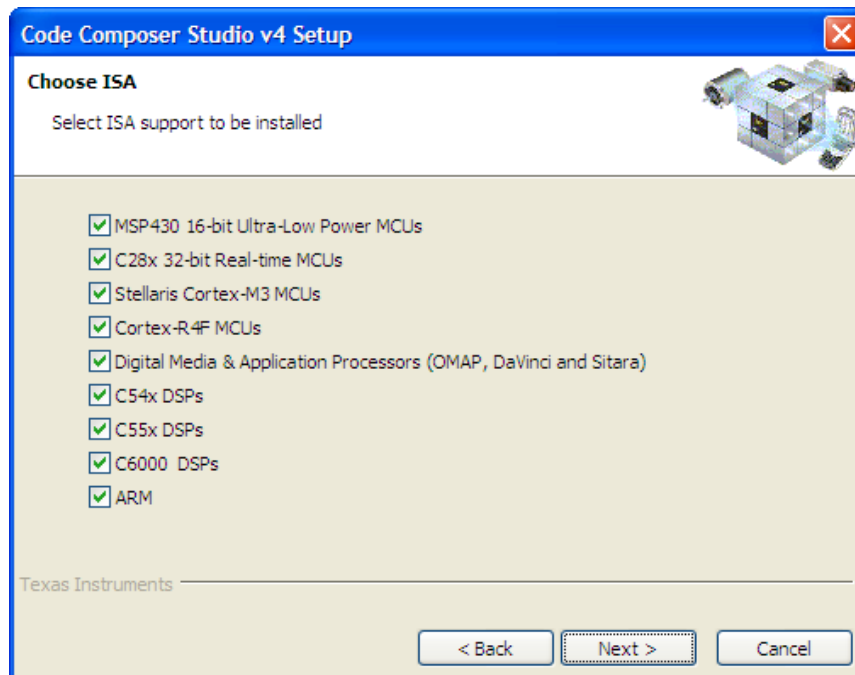 Code Composer Studio v4 Setup
Choose ISA
Select ISA support to be installed
MSP430 16-bit Ultra-Low Power MCUs
C28x 32-bit Real-time MCUs
Stellaris Cortex-M3 MCUs
Cortex-R4F MCUs
Digital Media & Application Processors (OMAP, DaVinci and Sitara)
C54x DSPs
C55x DSPs
C6000  DSPs
ARM
Texas Instruments
< Back
Next >
Cancel